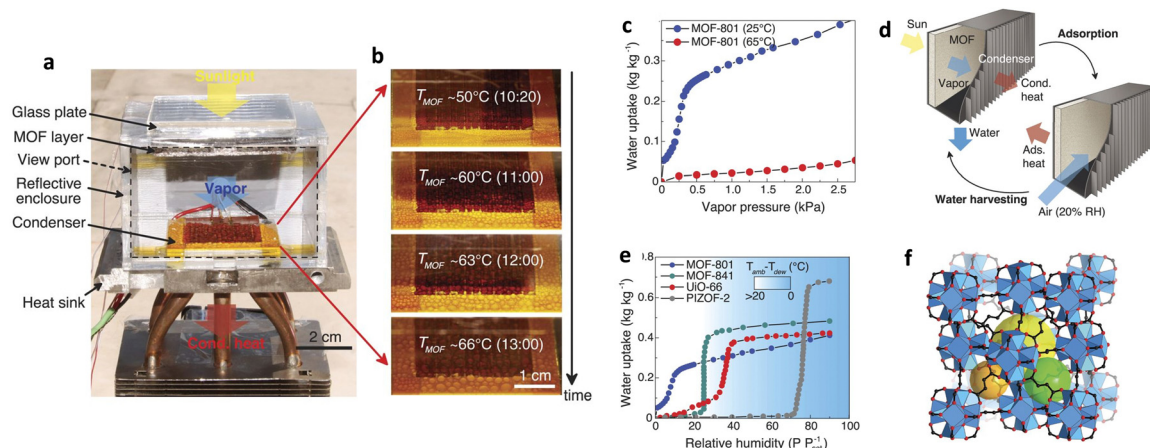 a
Sunlight
Glass plate
MOF layer
View port
Reflective
enclosure
Condenser
Heat sink
Vapor
Cond. heat
2 cm
b
T_MOF ~50°C (10:20)
T_MOF ~60°C (11:00)
T_MOF ~63°C (12:00)
T_MOF ~66°C (13:00)
1 cm
time
c
MOF-801 (25°C)
MOF-801 (65°C)
Water uptake (kg kg⁻¹)
0.4
0.3
0.2
0.1
0
0 0.5 1.0 1.5 2.0 2.5
Vapor pressure (kPa)
d
Sun
MOF
Adsorption
Condenser
Vapor
Cond.
heat
Water
Ads.
heat
Water harvesting
Air (20% RH)
e
MOF-801
MOF-841
UiO-66
PIZOF-2
T_amb-T_dew (°C)
>20 0
Water uptake (kg kg⁻¹)
0.8
0.6
0.4
0.2
0
0 20 40 60 80
Relative humidity (P P
f